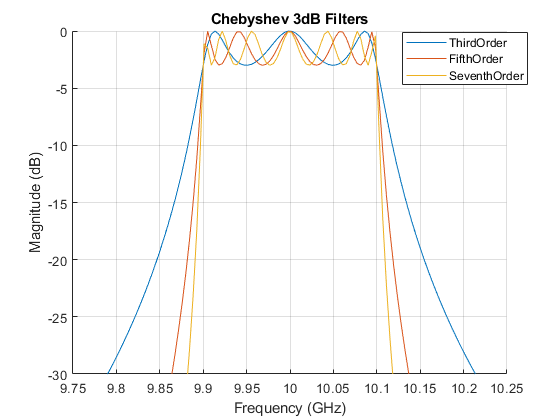 Chebyshev 3dB Filters
ThirdOrder
FifthOrder
SeventhOrder
Magnitude (dB)
0
-5
-10
-15
-20
-25
-30
9.75 9.8 9.85 9.9 9.95 10 10.05 10.1 10.15 10.2 10.25
Frequency (GHz)